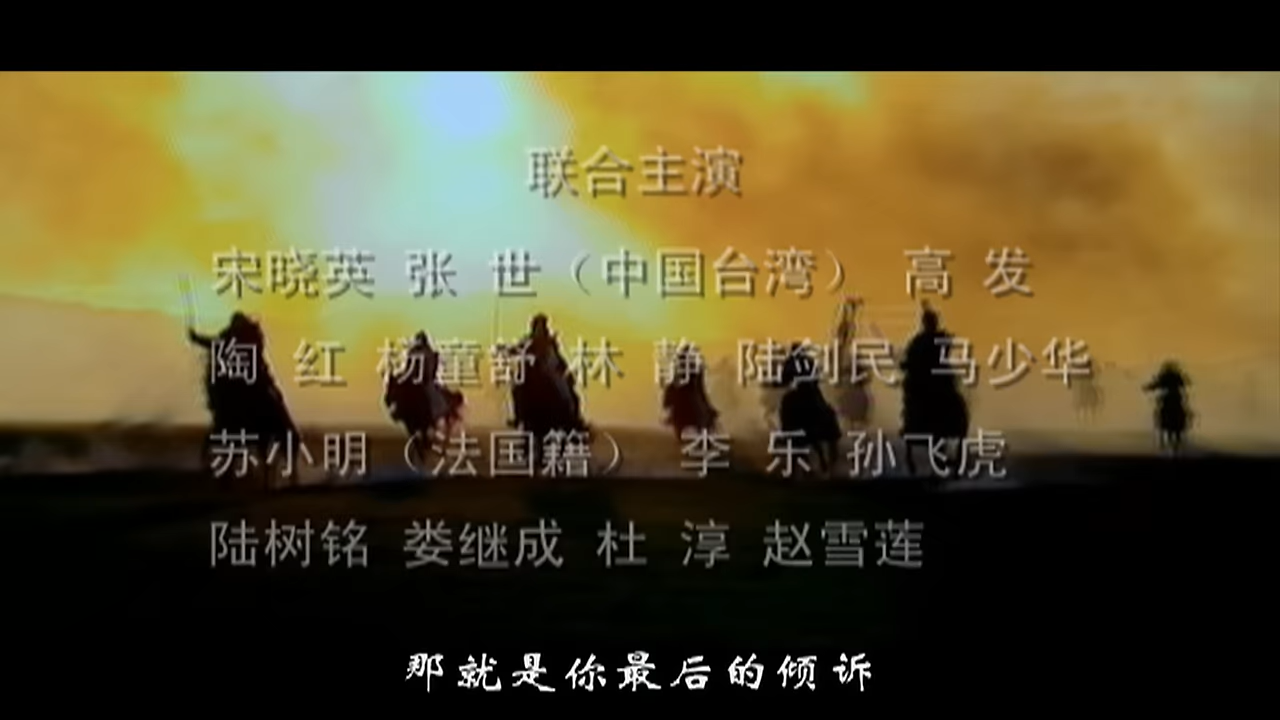 联合主演
宋晓英 张 世（中国台湾） 高 发
陶 红 杨童舒 林 静 陆剑民 马少华
苏小明（法国籍） 李 乐 孙飞虎
陆树铭 娄继成 杜 淳 赵雪莲
那就是你最后的倾诉